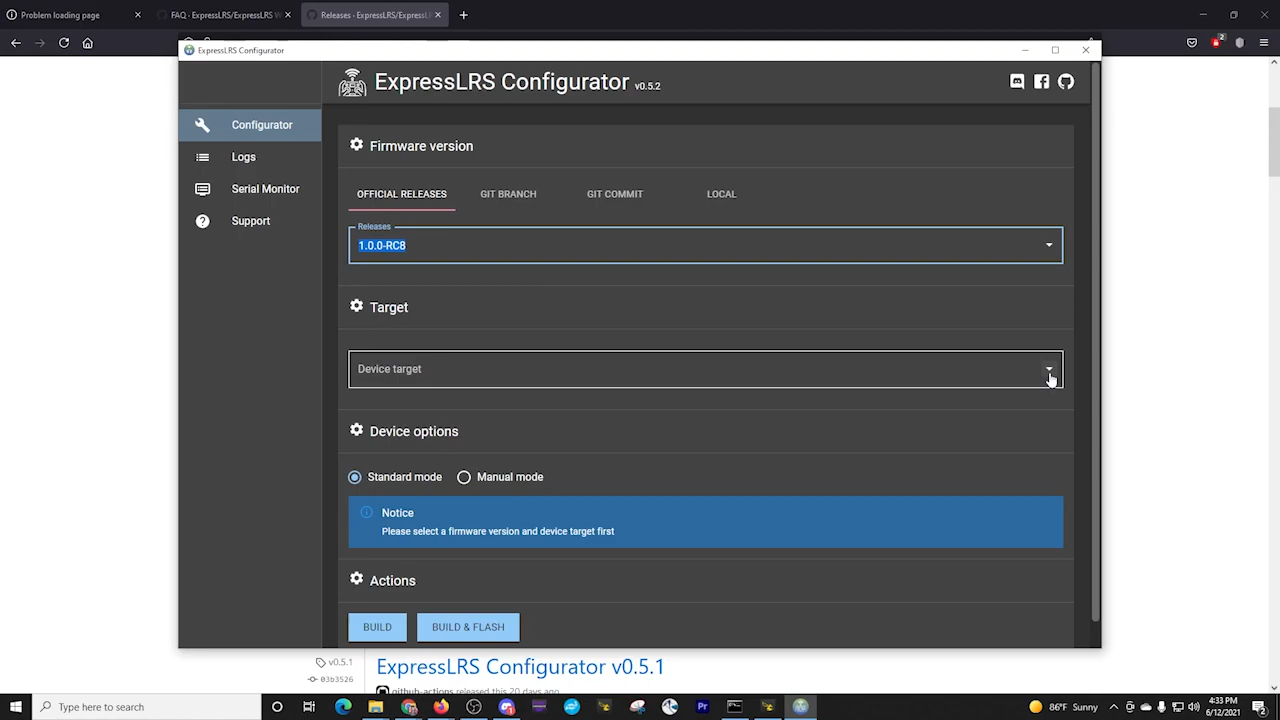 Problem loading page
FAQ · ExpressLRS/ExpressLRS W
Releases · ExpressLRS/ExpressLR
2
ExpressLRS Configurator
ExpressLRS Configurator v0.5.2
Configurator
Logs
Serial Monitor
Support
Firmware version
OFFICIAL RELEASES
GIT BRANCH
GIT COMMIT
LOCAL
Releases
1.0.0-RC8
Target
Device target
Device options
Standard mode
Manual mode
Notice
Please select a firmware version and device target first
Actions
BUILD
BUILD & FLASH
v0.5.1
03b3526
ExpressLRS Configurator v0.5.1
github-actions released this 20 days ago
Type here to search
Pr
86°F Sunny
4:33 PM
6/12/2021